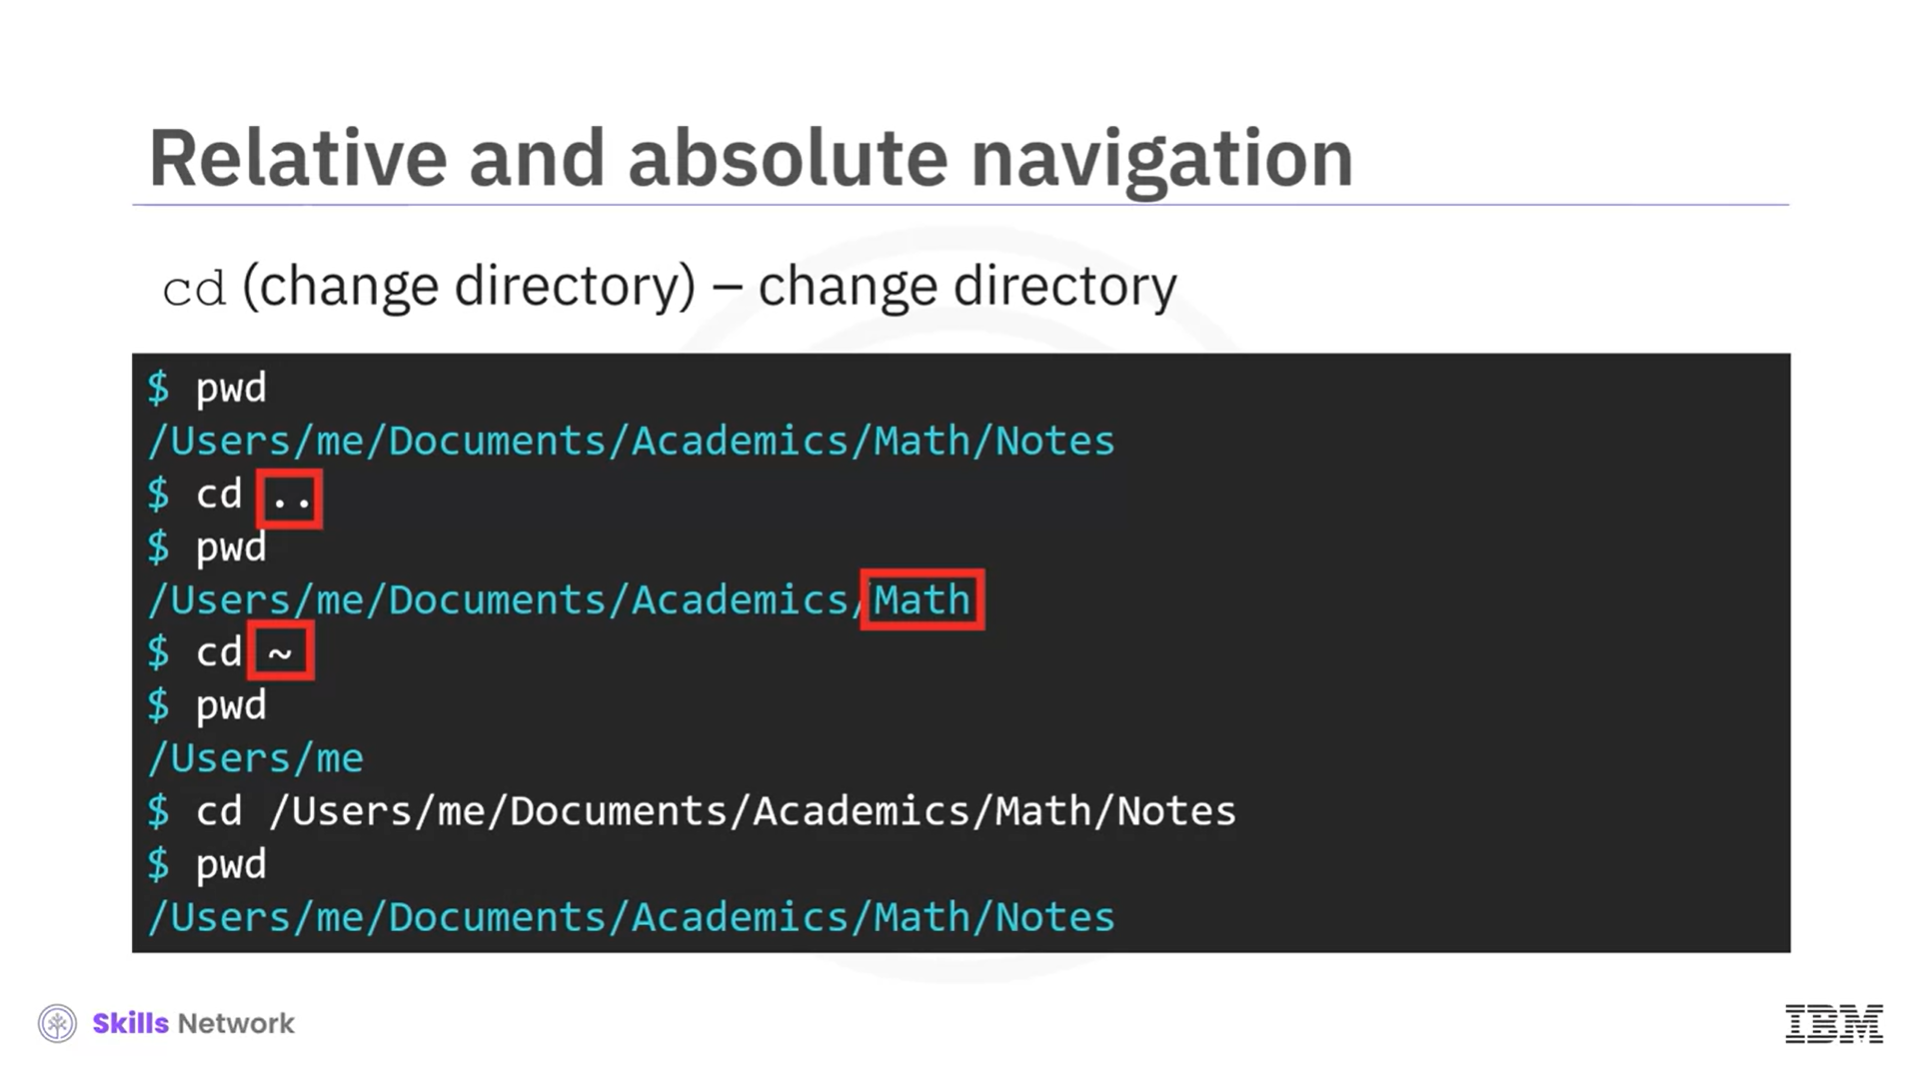 Relative and absolute navigation
cd (change directory) – change directory
$ pwd
/Users/me/Documents/Academics/Math/Notes
$ cd ..
$ pwd
/Users/me/Documents/Academics/Math
$ cd ~
$ pwd
/Users/me
$ cd /Users/me/Documents/Academics/Math/Notes
$ pwd
/Users/me/Documents/Academics/Math/Notes
Skills Network
IBM